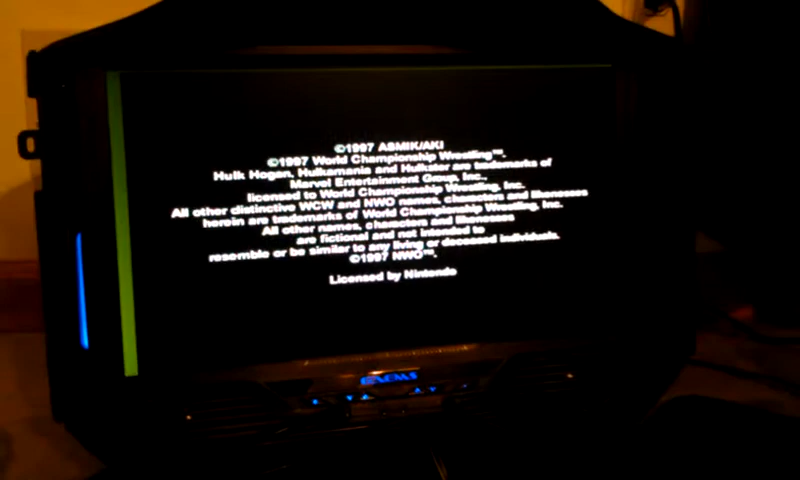 ©1997 ASMIK/AKI
©1997 World Championship Wrestling™.
Hulk Hogan, Hulkamania and Hulkster are trademarks of
Marvel Entertainment Group, Inc.,
licensed to World Championship Wrestling, Inc.
All other distinctive WCW and NWO names, characters and likenesses
herein are trademarks of World Championship Wrestling, Inc.
All other names, characters and likenesses
are fictional and not intended to
resemble or be similar to any living or deceased individuals.
©1997 NWO™.
Licensed by Nintendo